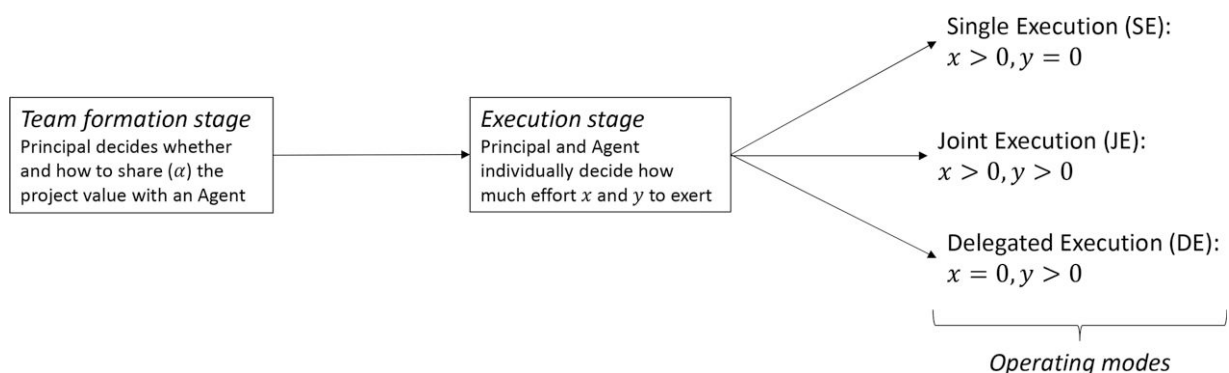 Team formation stage
Principal decides whether
and how to share (α) the
project value with an Agent
Execution stage
Principal and Agent
individually decide how
much effort x and y to exert
Single Execution (SE):
x > 0, y = 0
Joint Execution (JE):
x > 0, y > 0
Delegated Execution (DE):
x = 0, y > 0
Operating modes